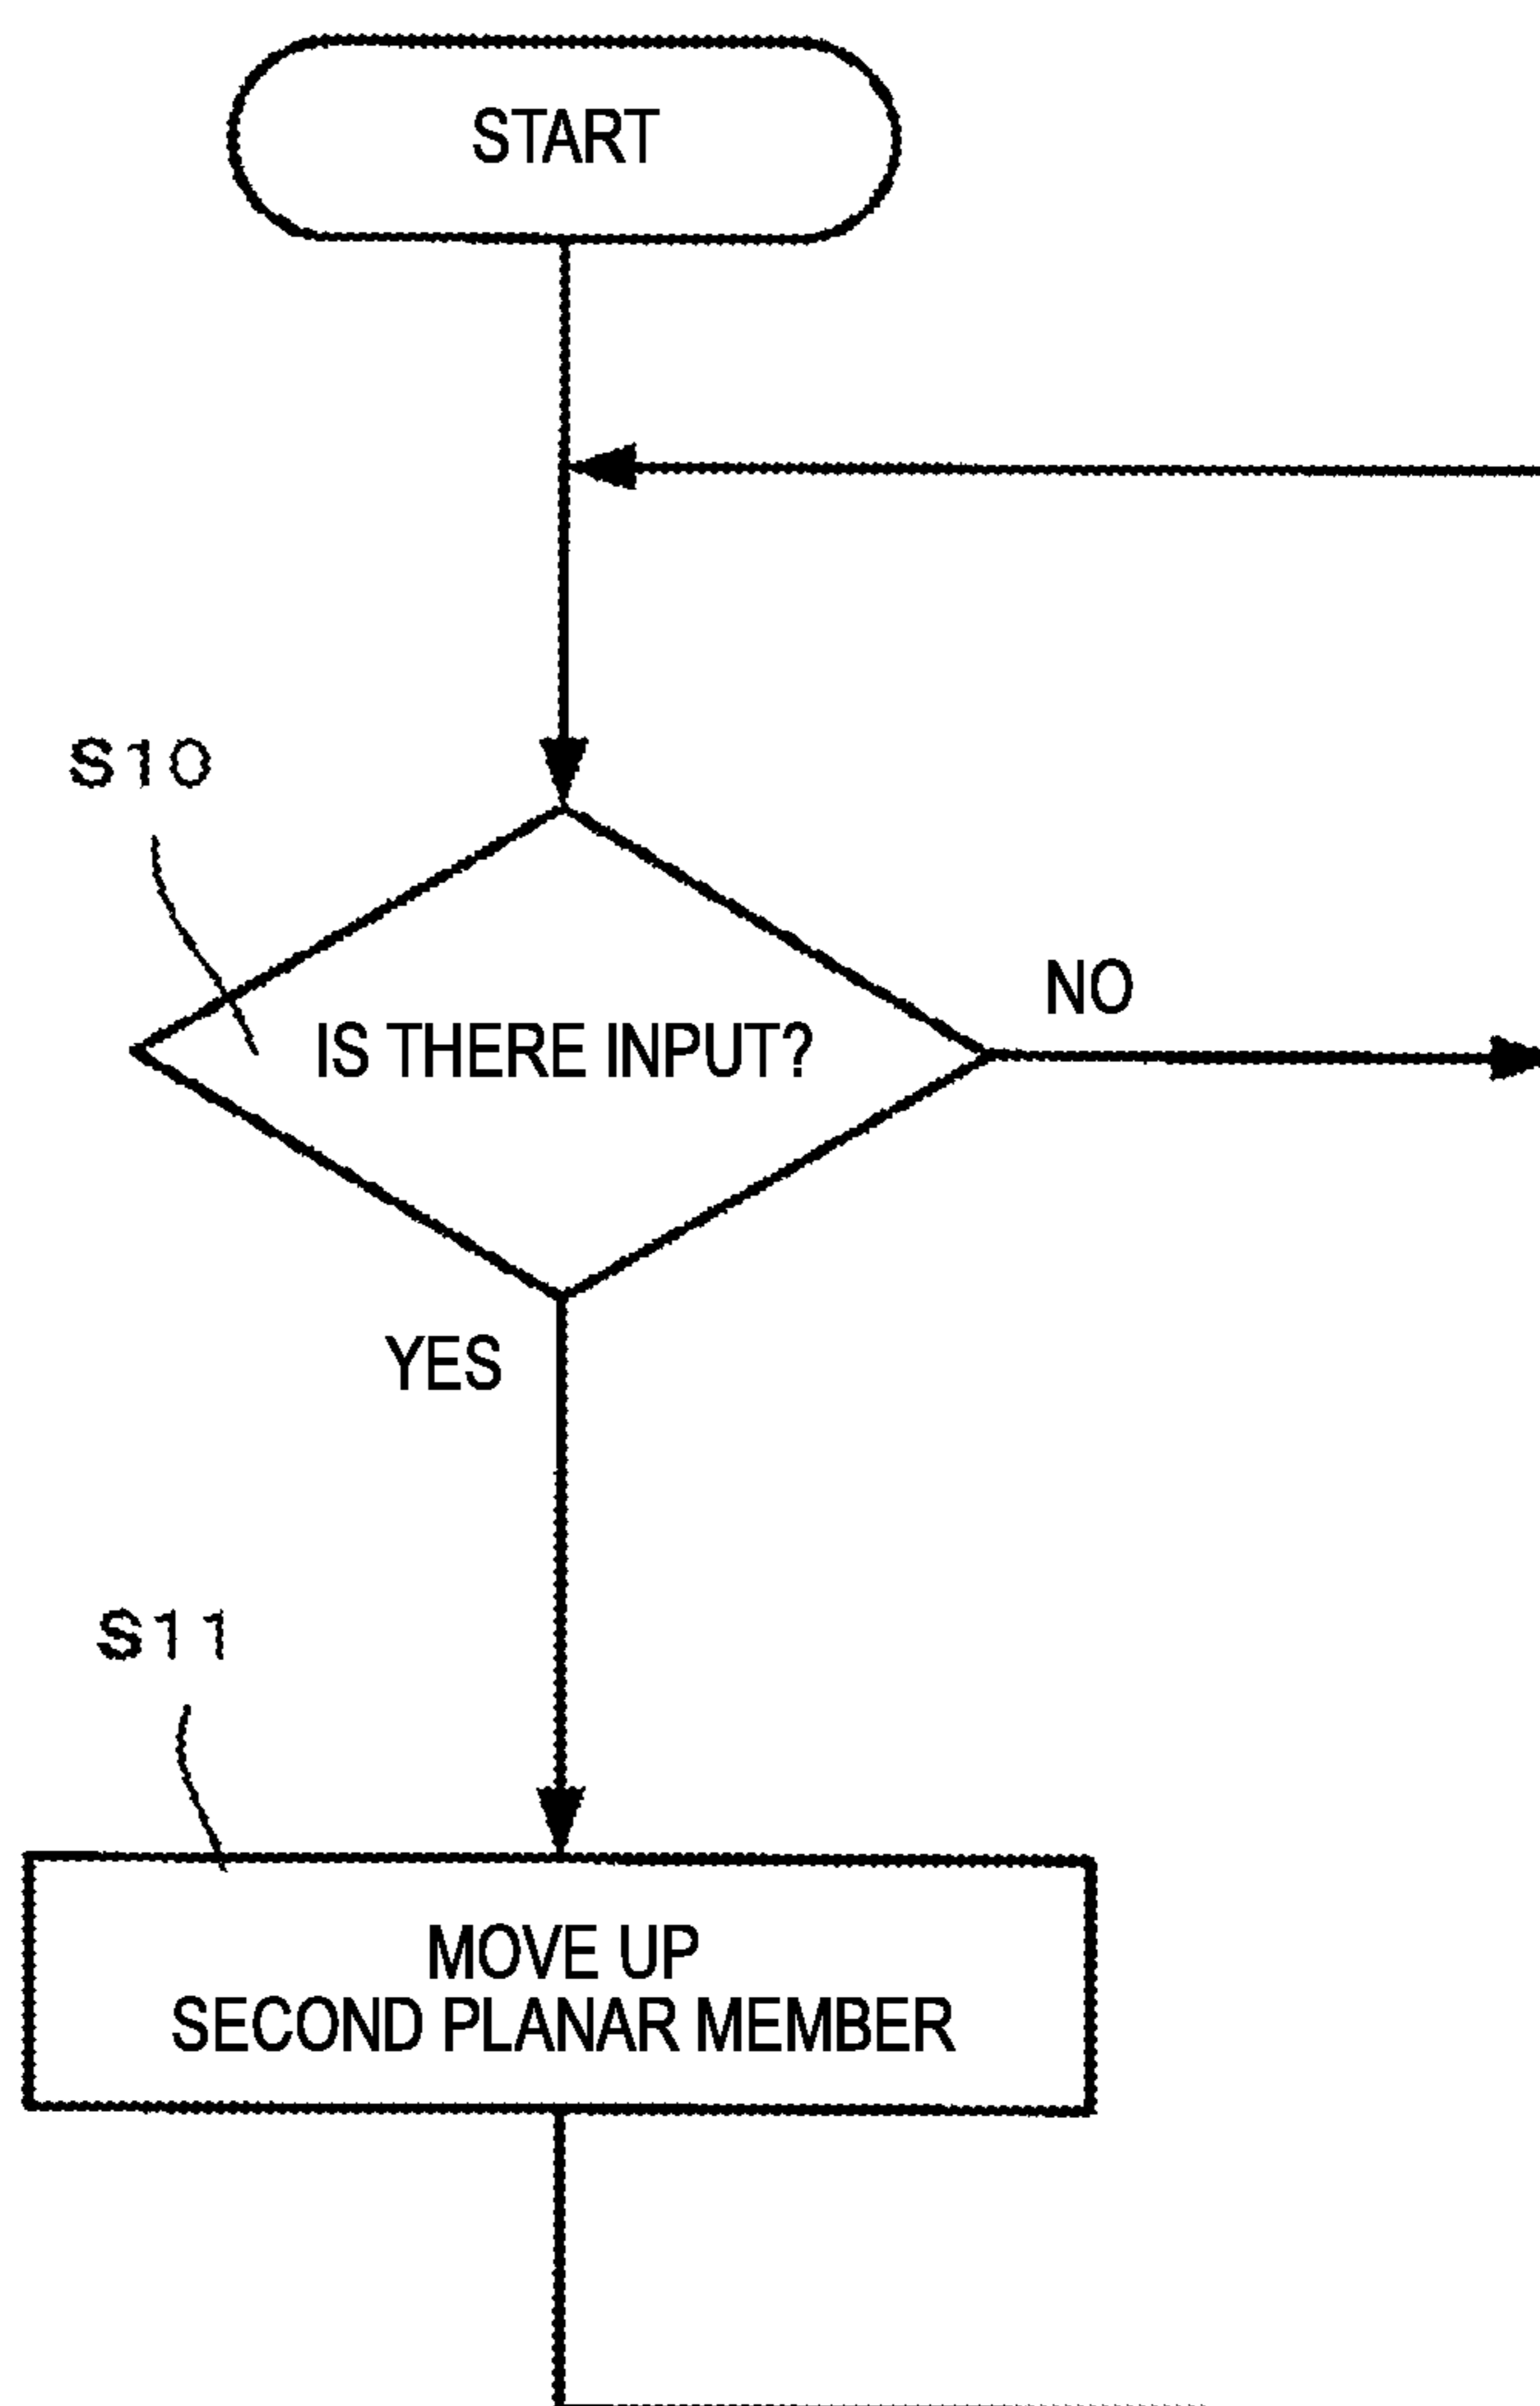 START
S10
NO
IS THERE INPUT?
YES
S11
MOVE UP
SECOND PLANAR MEMBER